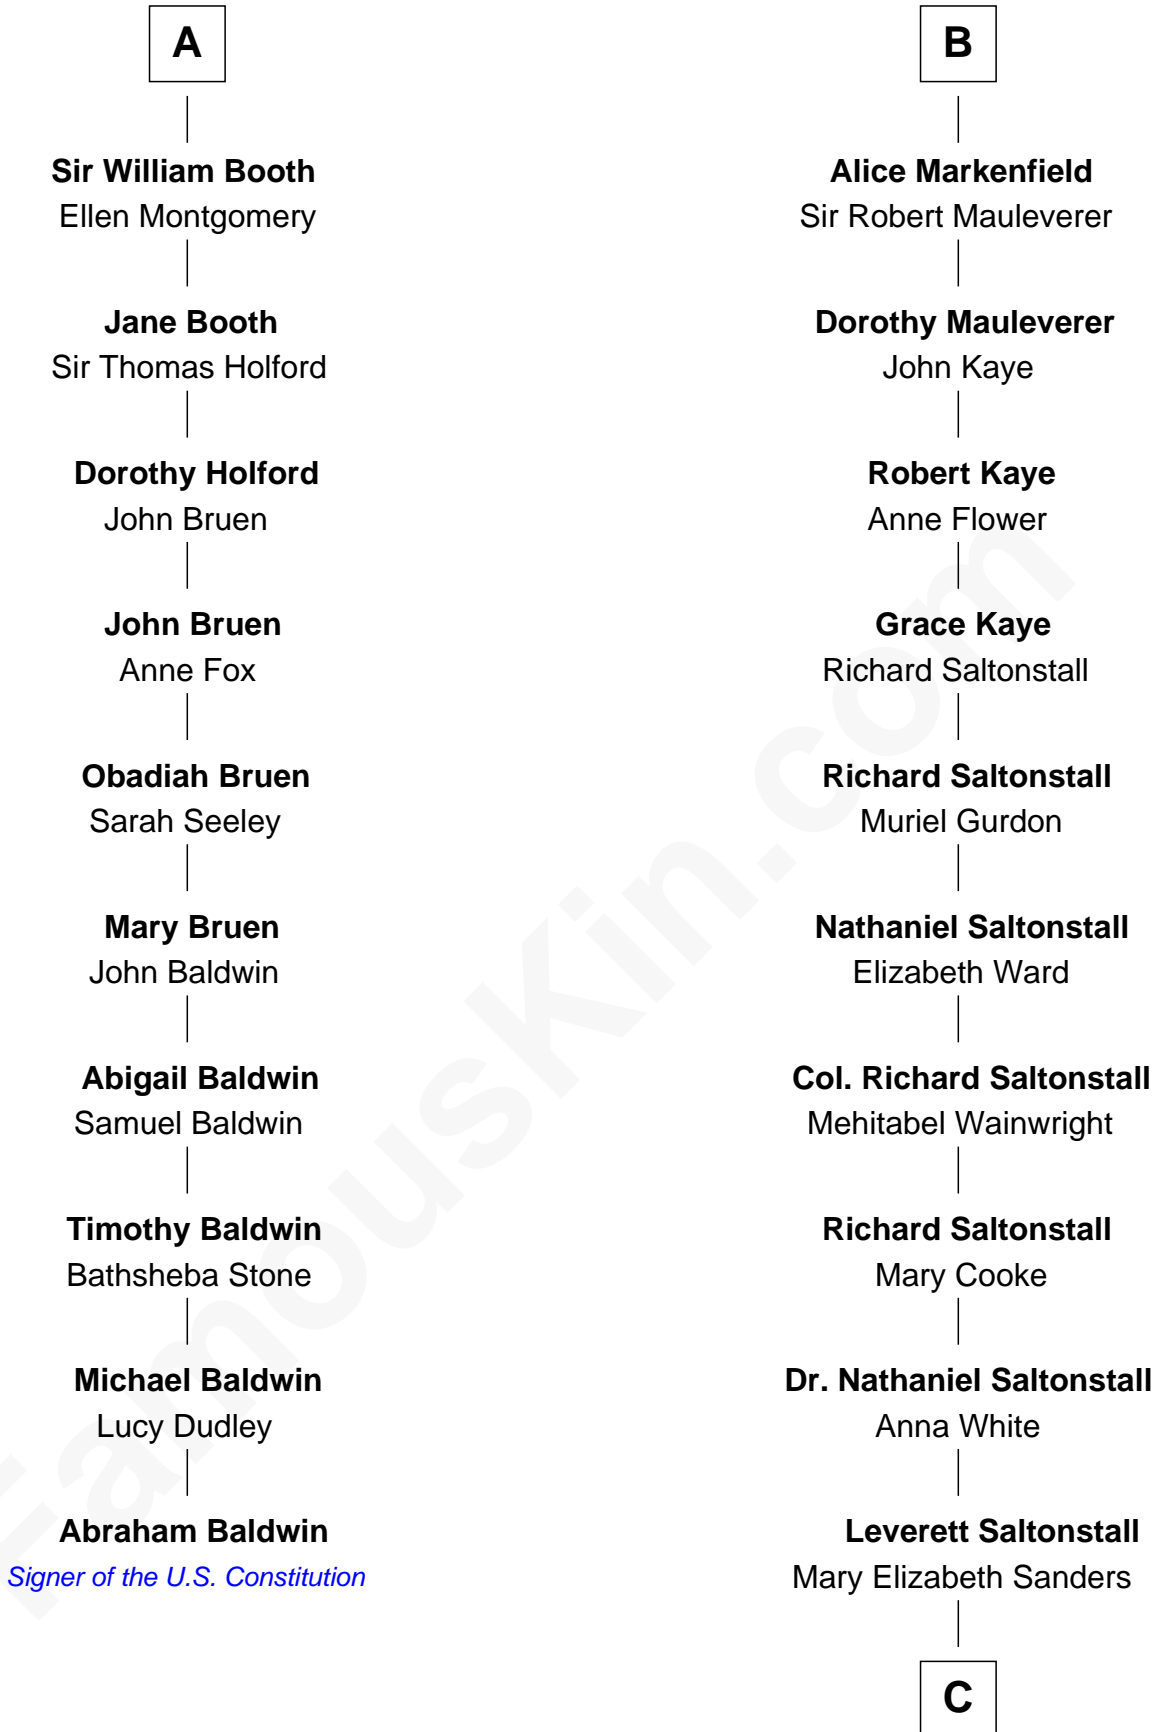 A
Sir William Booth
Ellen Montgomery
Jane Booth
Sir Thomas Holford
Dorothy Holford
John Bruen
John Bruen
Anne Fox
Obadiah Bruen
Sarah Seeley
Mary Bruen
John Baldwin
Abigail Baldwin
Samuel Baldwin
Timothy Baldwin
Bathsheba Stone
Michael Baldwin
Lucy Dudley
Abraham Baldwin
Signer of the U.S. Constitution
B
Alice Markenfield
Sir Robert Mauleverer
Dorothy Mauleverer
John Kaye
Robert Kaye
Anne Flower
Grace Kaye
Richard Saltonstall
Richard Saltonstall
Muriel Gurdon
Nathaniel Saltonstall
Elizabeth Ward
Col. Richard Saltonstall
Mehitabel Wainwright
Richard Saltonstall
Mary Cooke
Dr. Nathaniel Saltonstall
Anna White
Leverett Saltonstall
Mary Elizabeth Sanders
C
FamousKin.com